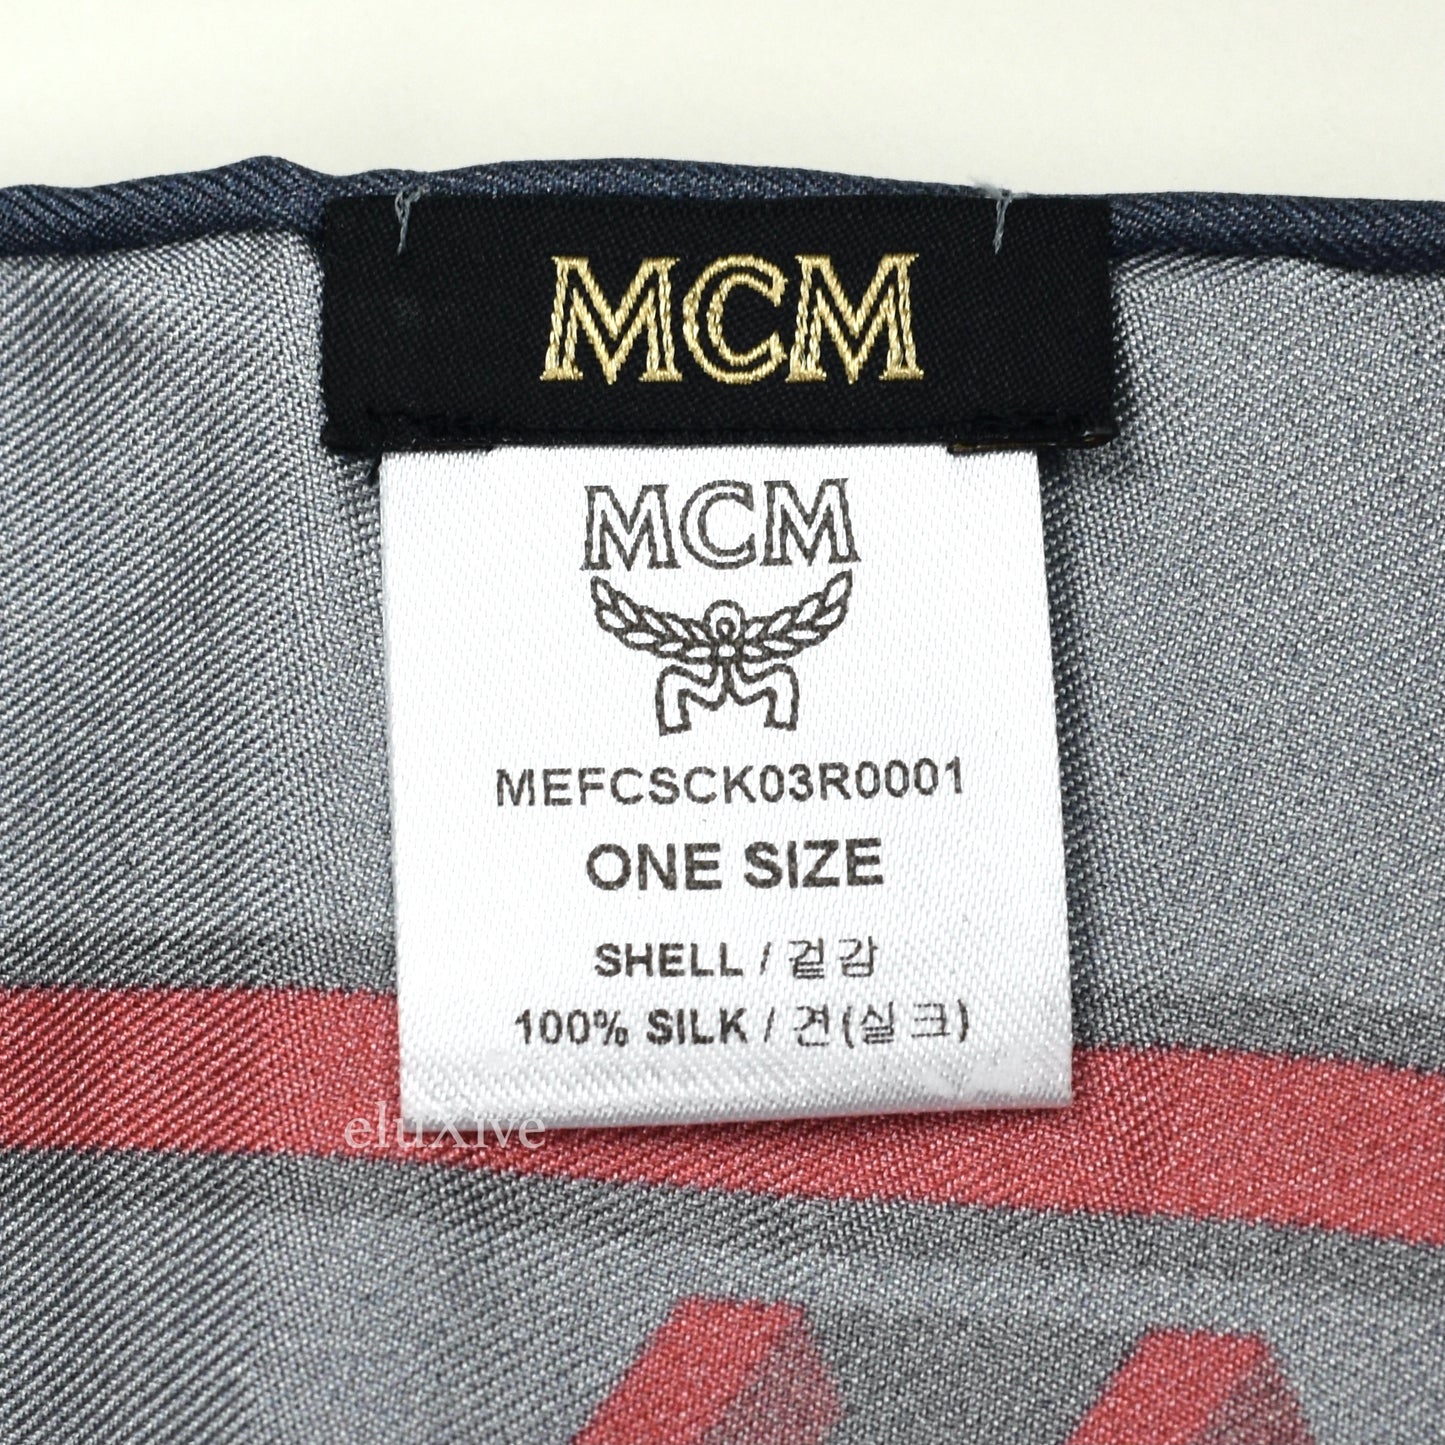 MCM
MCM
MEFCSCK03R0001
ONE SIZE
SHELL / 겉감
100% SILK / 견(실크)
eluxive